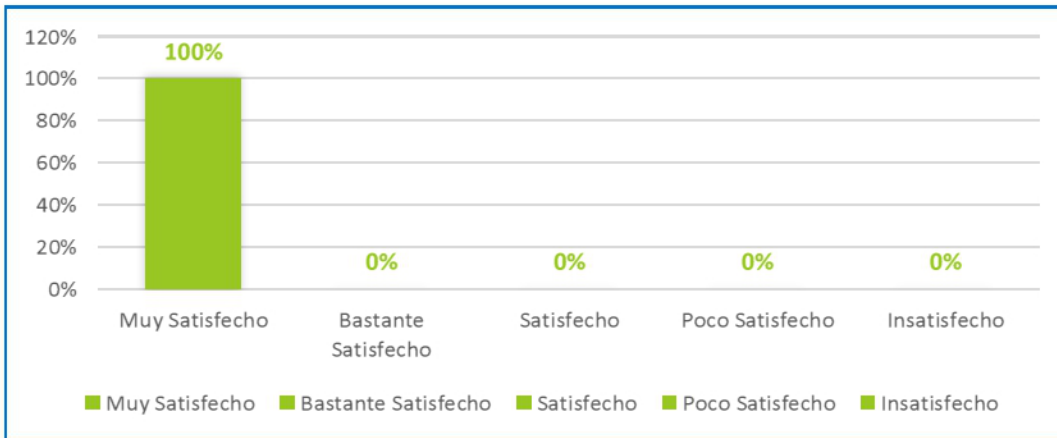 120%
100%
100%
80%
60%
40%
20%
0%
0%
0%
0%
0%
Muy Satisfecho
Bastante
Satisfecho
Satisfecho
Poco Satisfecho
Insatisfecho
Muy Satisfecho Bastante Satisfecho Satisfecho Poco Satisfecho Insatisfecho